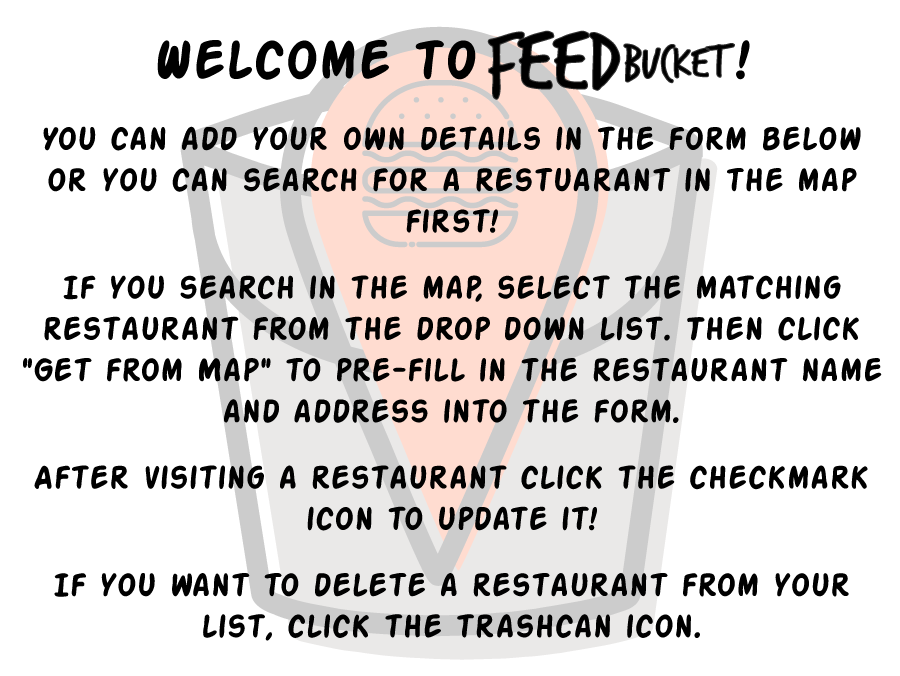 WELCOME TO FEEDBUCKET!
YOU CAN ADD YOUR OWN DETAILS IN THE FORM BELOW
OR YOU CAN SEARCH FOR A RESTUARANT IN THE MAP
FIRST!
IF YOU SEARCH IN THE MAP, SELECT THE MATCHING
RESTAURANT FROM THE DROP DOWN LIST. THEN CLICK
"GET FROM MAP" TO PRE-FILL IN THE RESTAURANT NAME
AND ADDRESS INTO THE FORM.
AFTER VISITING A RESTAURANT CLICK THE CHECKMARK
ICON TO UPDATE IT!
IF YOU WANT TO DELETE A RESTAURANT FROM YOUR
LIST, CLICK THE TRASHCAN ICON.